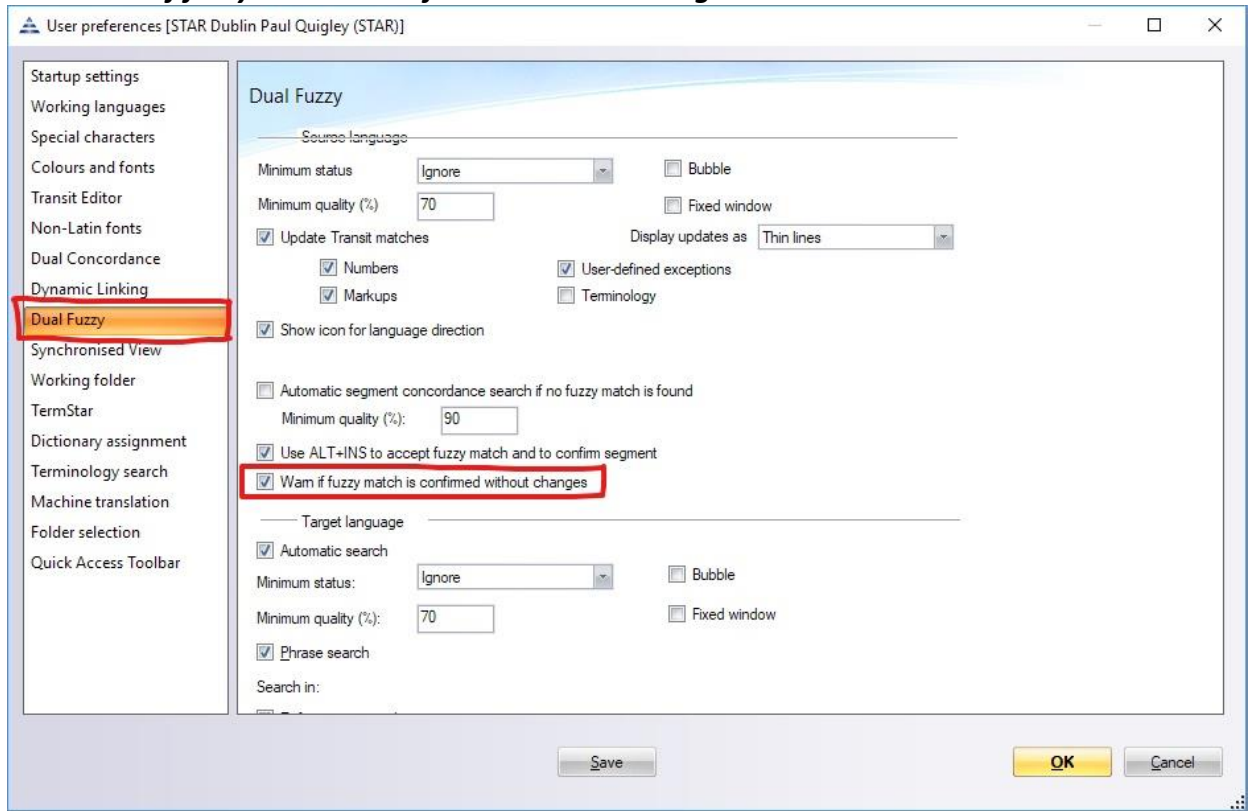 User preferences [STAR Dublin Paul Quigley (STAR)]
Startup settings
Working languages
Special characters
Colours and fonts
Transit Editor
Non-Latin fonts
Dual Concordance
Dynamic Linking
Dual Fuzzy
Synchronised View
Working folder
TermStar
Dictionary assignment
Terminology search
Machine translation
Folder selection
Quick Access Toolbar
Dual Fuzzy
Source language
Minimum status Ignore Bubble
Minimum quality (%) 70 Fixed window
Update Transit matches Display updates as Thin lines
Numbers User-defined exceptions
Markups Terminology
Show icon for language direction
Automatic segment concordance search if no fuzzy match is found
Minimum quality (%): 90
Use ALT+INS to accept fuzzy match and to confirm segment
Warn if fuzzy match is confirmed without changes
Target language
Automatic search
Minimum status: Ignore Bubble
Minimum quality (%): 70 Fixed window
Phrase search
Search in:
Save OK Cancel